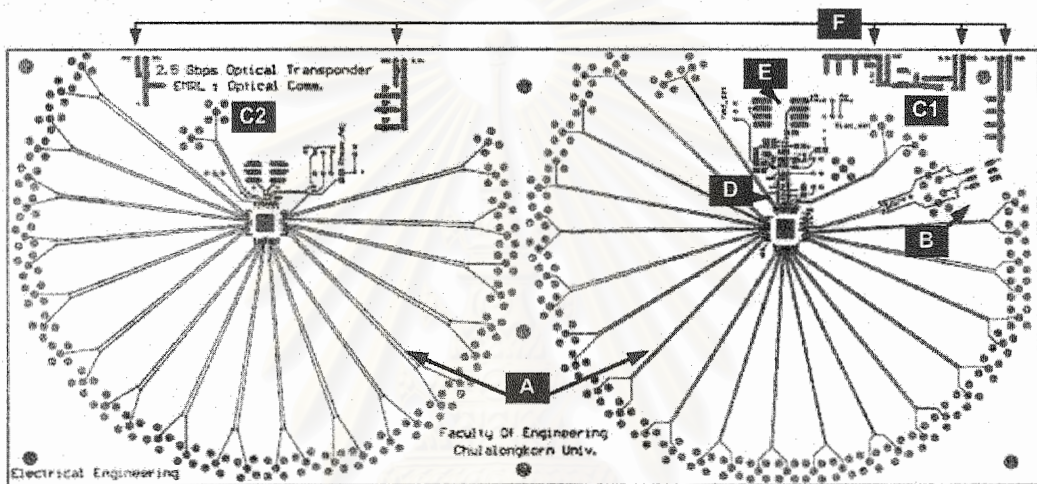 F
2.5 Gbps Optical Transponder
EMRL : Optical Comm.
C2
E
C1
D
B
A
Faculty Of Engineering
Chulalongkorn Univ.
Electrical Engineering